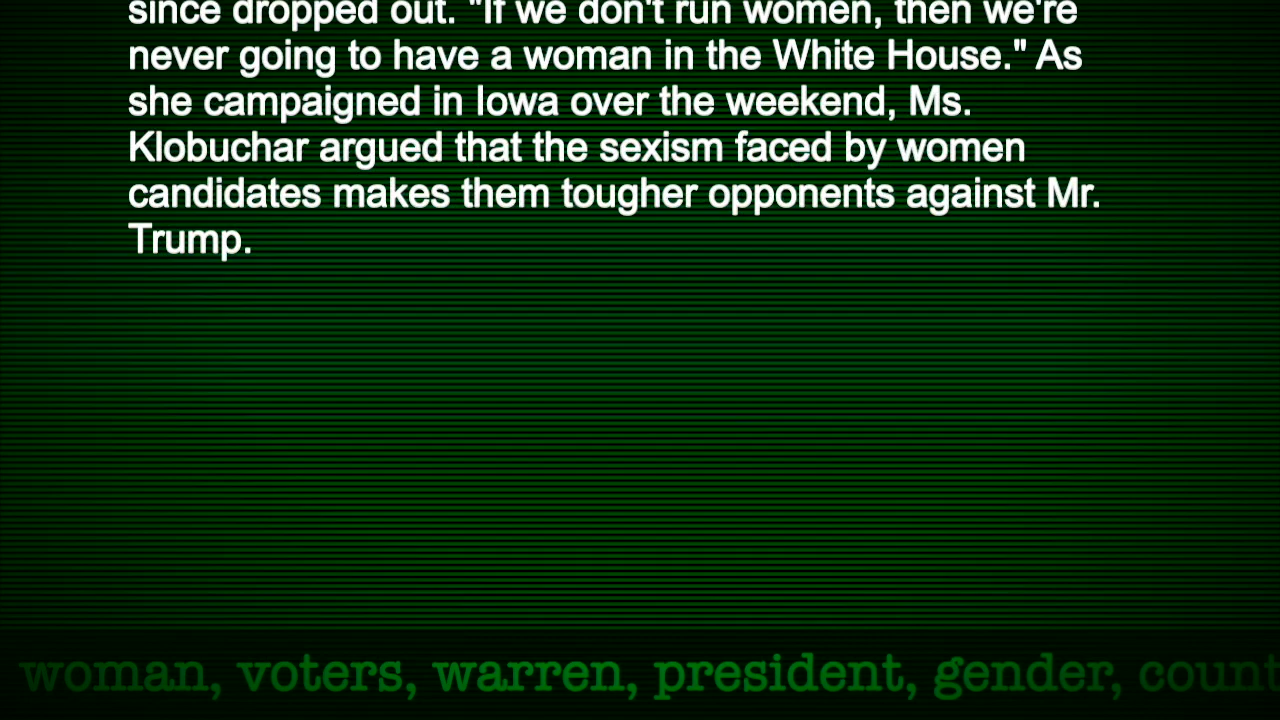 since dropped out. "If we don't run women, then we're
never going to have a woman in the White House." As
she campaigned in Iowa over the weekend, Ms.
Klobuchar argued that the sexism faced by women
candidates makes them tougher opponents against Mr.
Trump.
woman, voters, warren, president, gender, count